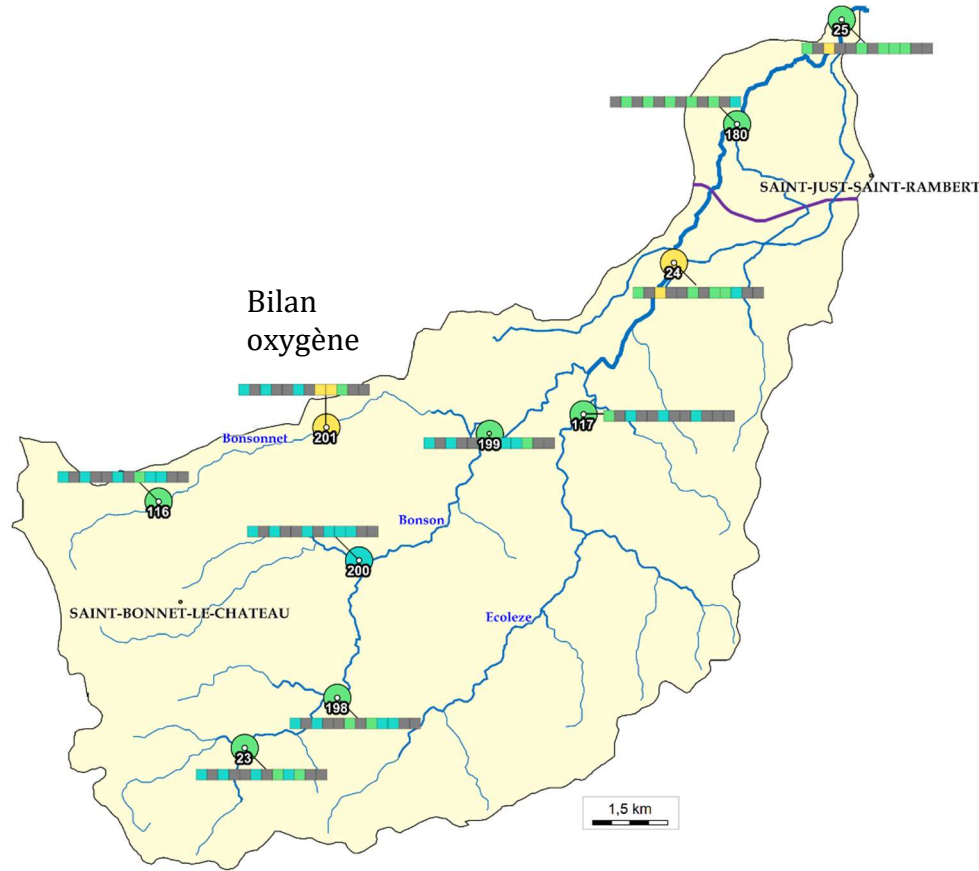 25
180
SAINT-JUST-SAINT-RAMBERT
24
Bilan
oxygène
201
Bonsonnet
199
117
116
Bonson
200
SAINT-BONNET-LE-CHATEAU
Ecoleze
198
23
1,5 km